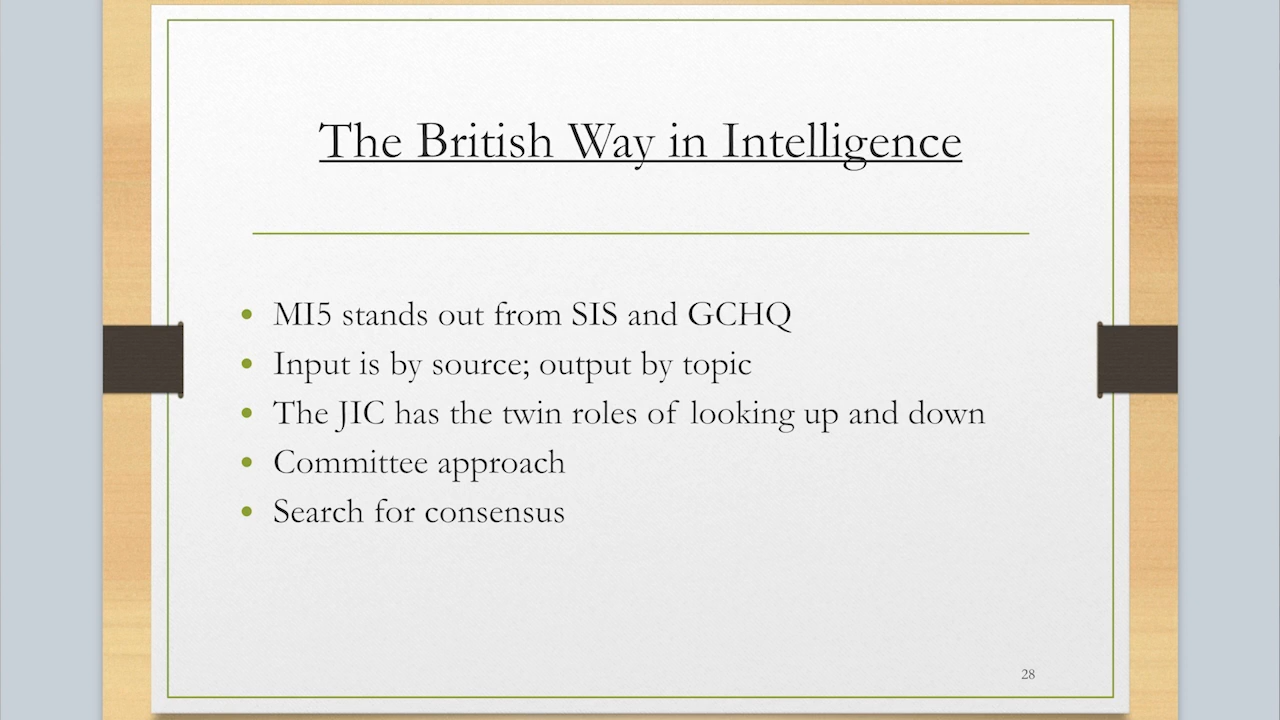 The British Way in Intelligence
• MI5 stands out from SIS and GCHQ
• Input is by source; output by topic
• The JIC has the twin roles of looking up and down
• Committee approach
• Search for consensus
28